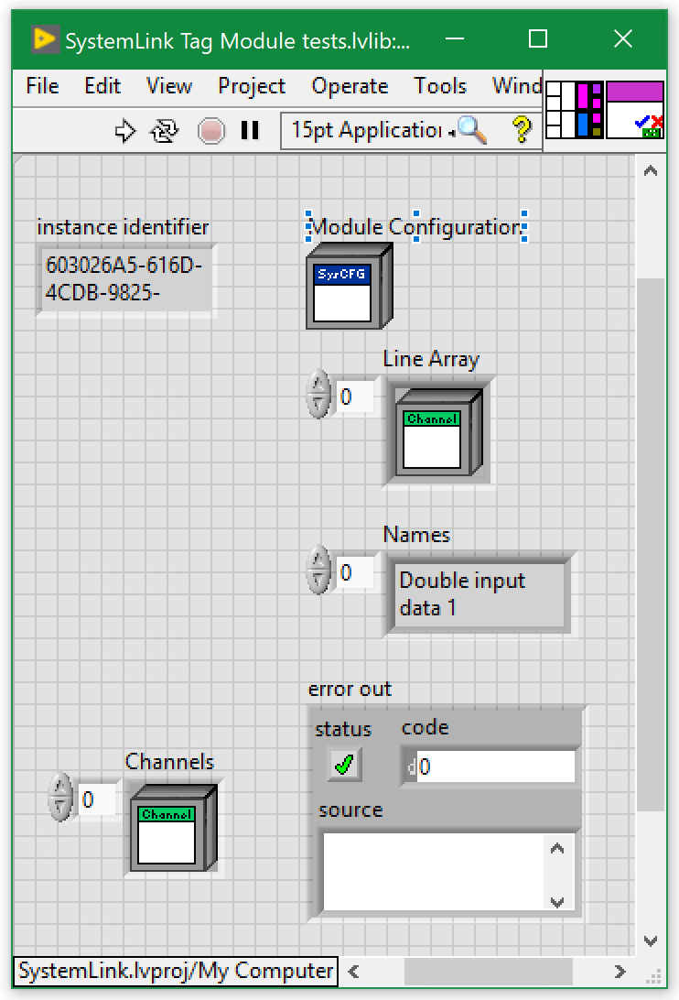 SystemLink Tag Module tests.lvlib:...
File Edit View Project Operate Tools Wind
15pt Application
instance identifier
603026A5-616D-
4CDB-9825-
Module Configuration
SysCFG
Line Array
0
Channel
Names
0
Double input
data 1
error out
status code
d0
source
Channels
0
Channel
SystemLink.lvproj/My Computer